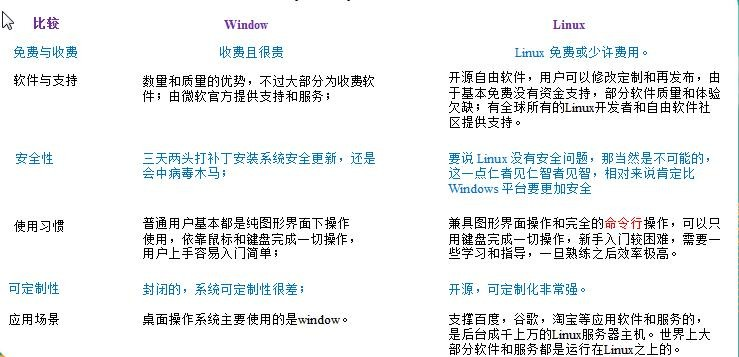 比较 Window Linux
免费与收费 收费且很贵 Linux 免费或少许费用。
软件与支持 数量和质量的优势，不过大部分为收费软
件；由微软官方提供支持和服务；
开源自由软件，用户可以修改定制和再发布，由
于基本免费没有资金支持，部分软件质量和体验
欠缺；有全球所有的Linux开发者和自由软件社
区提供支持。
安全性 三天两头打补丁安装系统安全更新，还是
会中病毒木马；
要说 Linux 没有安全问题，那当然是不可能的，
这一点仁者见仁智者见智，相对来说肯定比
Windows 平台要更加安全
使用习惯 普通用户基本都是纯图形界面下操作
使用，依靠鼠标和键盘完成一切操作，
用户上手容易入门简单；
兼具图形界面操作和完全的命令行操作，可以只
用键盘完成一切操作，新手入门较困难，需要一
些学习和指导，一旦熟练之后效率极高。
可定制性 封闭的，系统可定制性很差； 开源，可定制化非常强。
应用场景 桌面操作系统主要使用的是window。
支撑百度，谷歌，淘宝等应用软件和服务的，
是后台成千上万的Linux服务器主机。世界上大
部分软件和服务都是运行在Linux之上的。